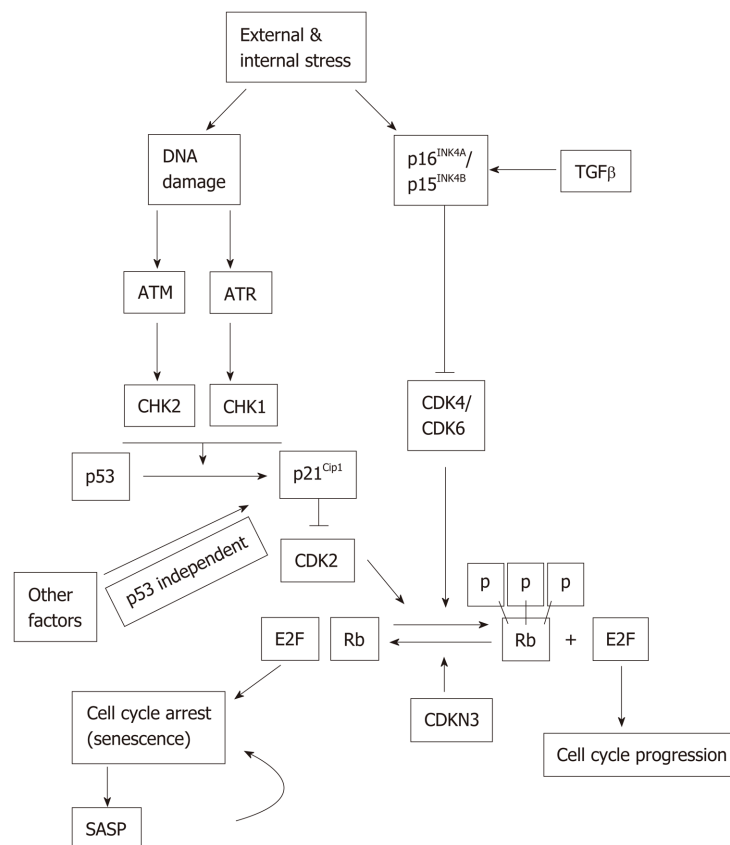 External &
internal stress
DNA
damage
p16INK4A/
p15INK4B
TGFβ
ATM
ATR
CHK2
CHK1
CDK4/
CDK6
p53
p21Cip1
p53 independent
CDK2
Other
factors
p
p
p
E2F
Rb
Rb
+
E2F
Cell cycle arrest
(senescence)
CDKN3
Cell cycle progression
SASP